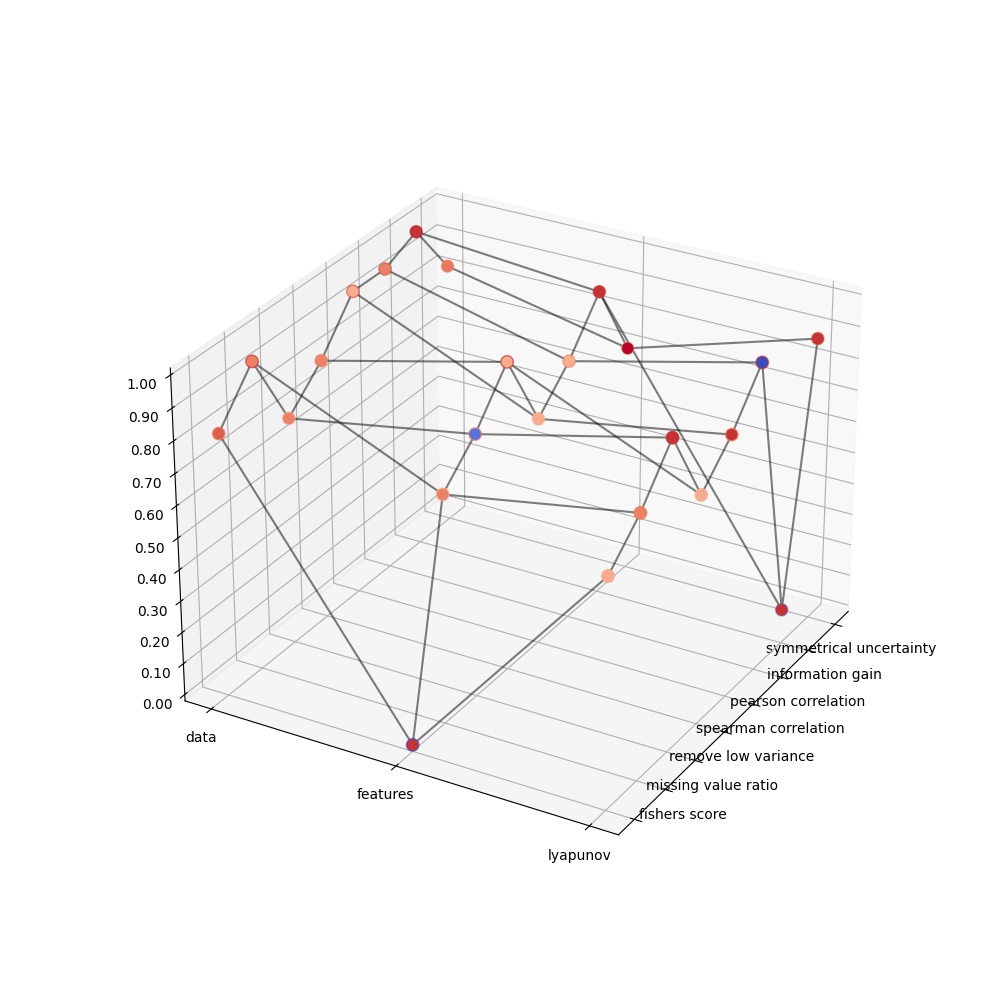 1.00
0.90
0.80
0.70
0.60
0.50
0.40
0.30
0.20
0.10
0.00
data
features
lyapunov
symmetrical uncertainty
information gain
pearson correlation
spearman correlation
remove low variance
missing value ratio
fishers score